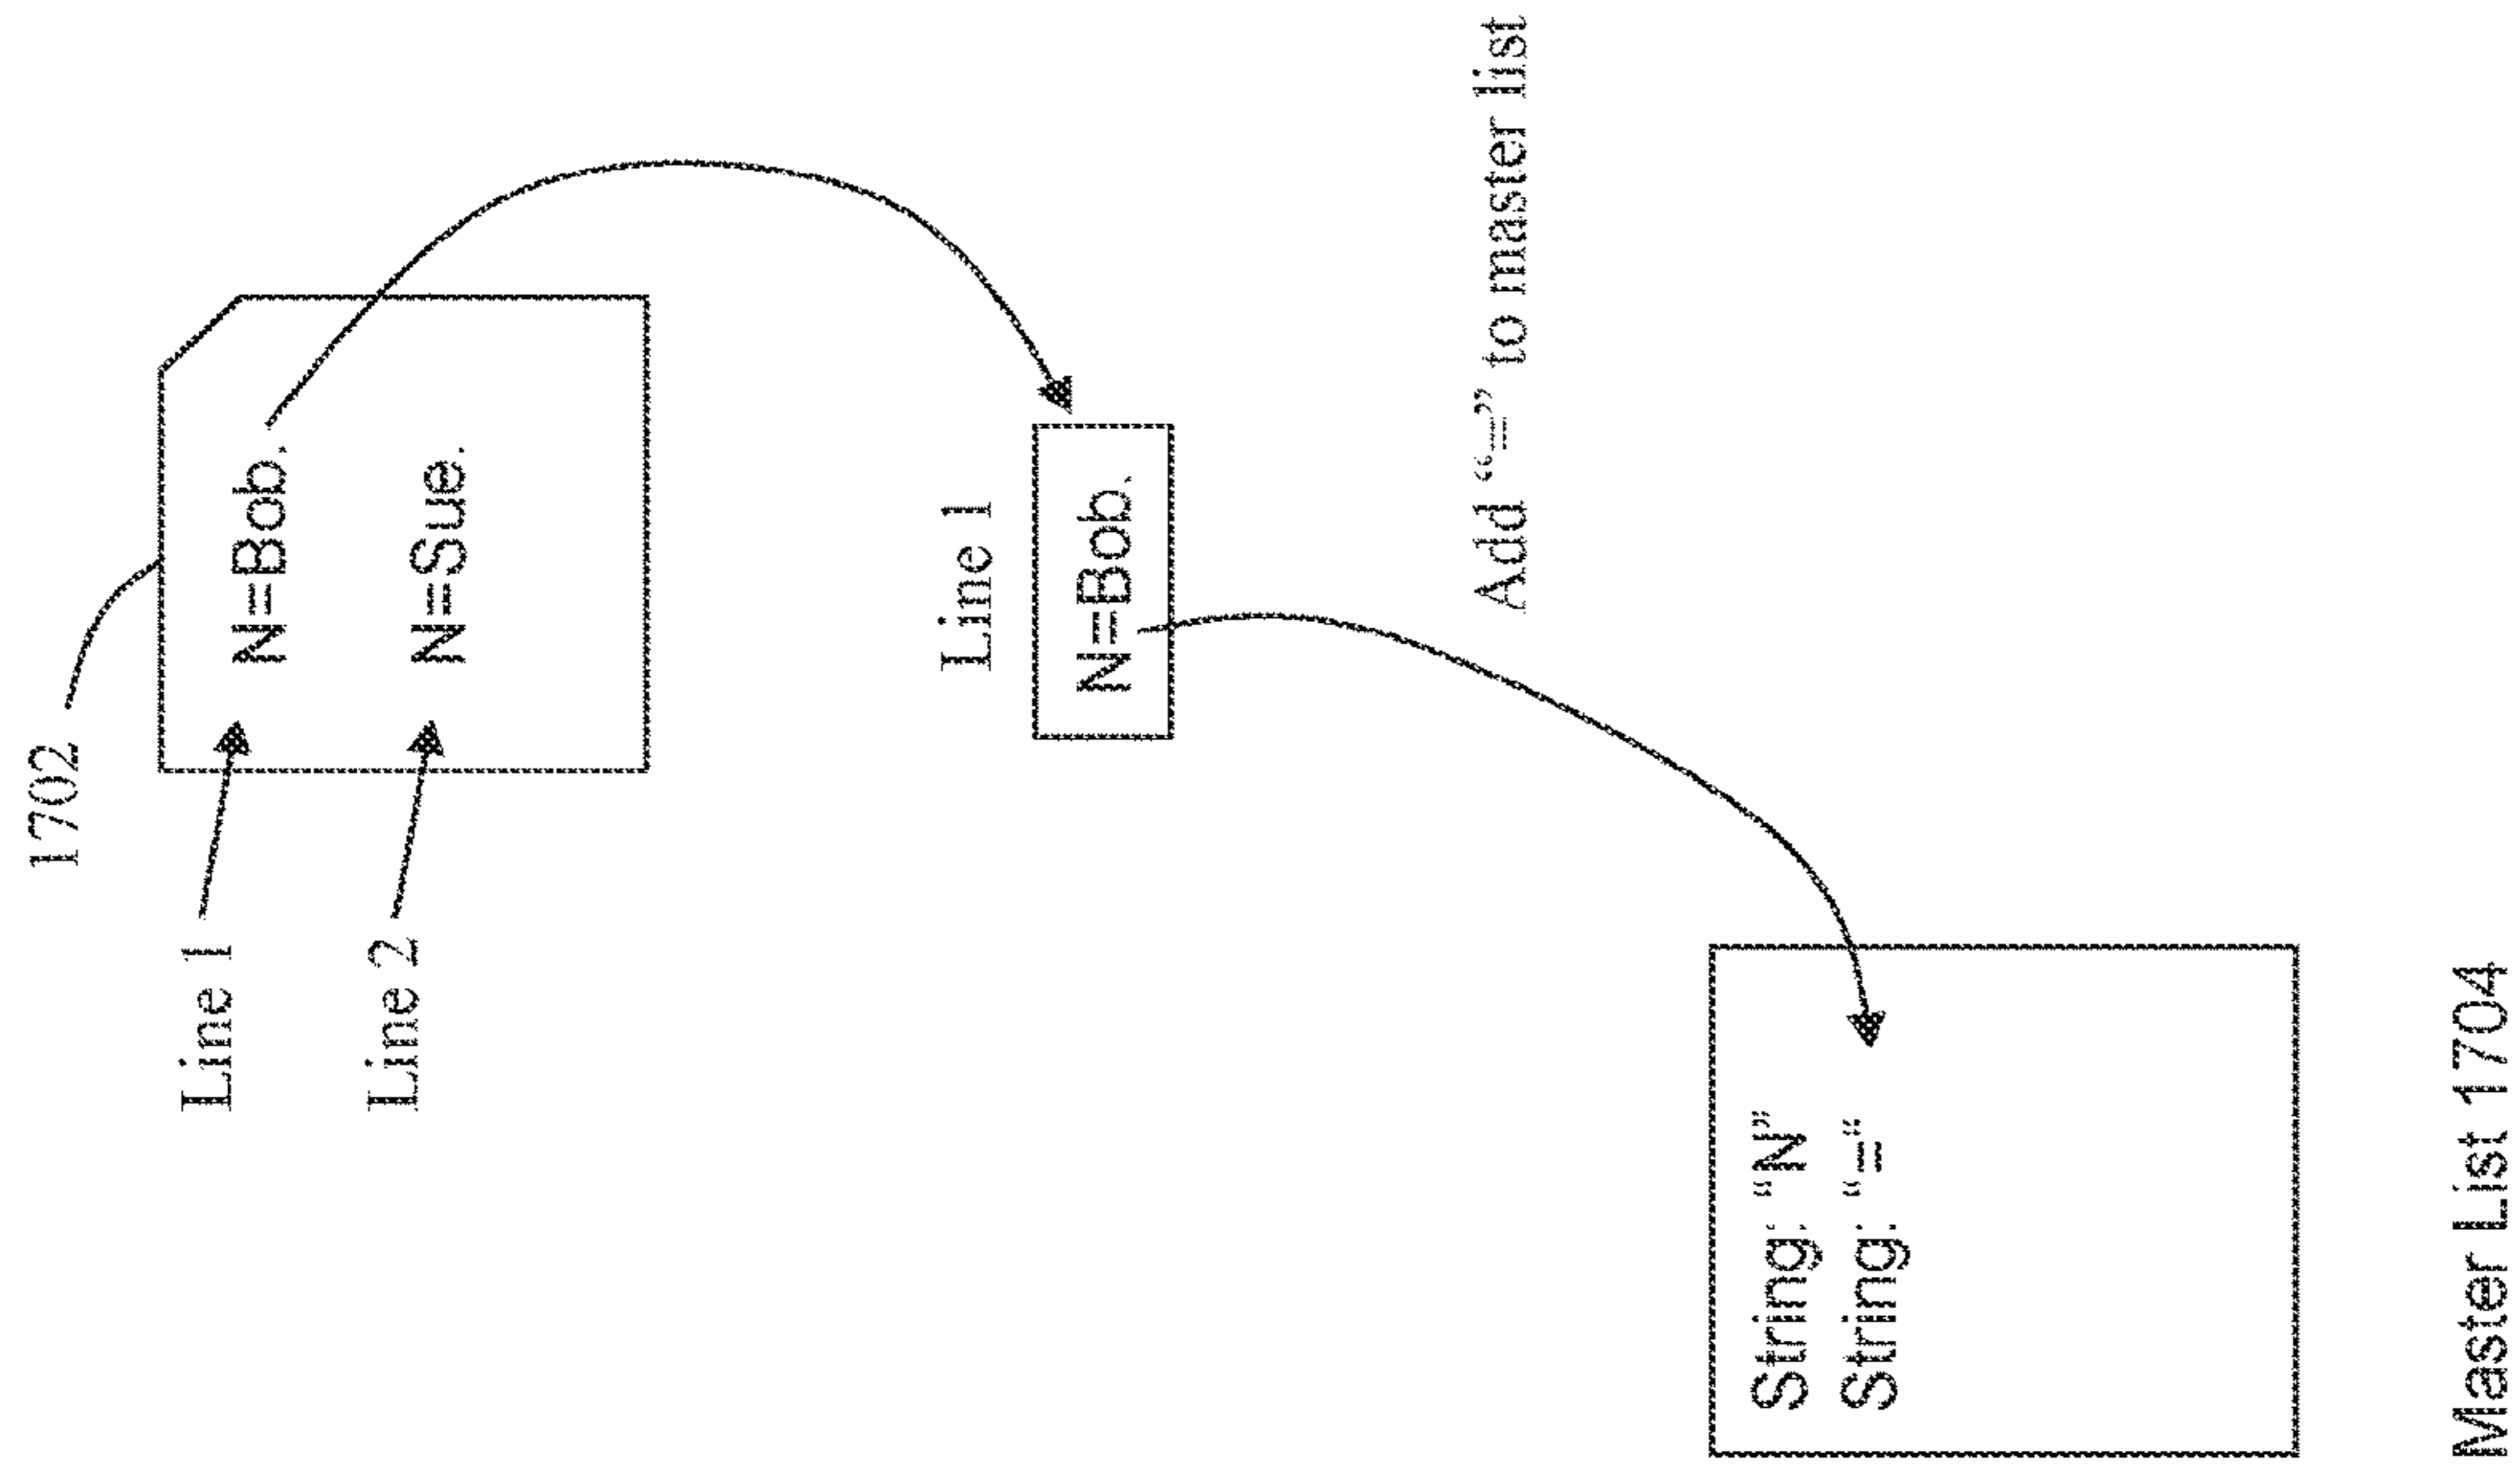 1702
Line 1
N=Bob.
Line 2
N=Sue.
Line 1
N=Bob.
Add “=” to master list
String: “N”
String: “=“
Master List 1704